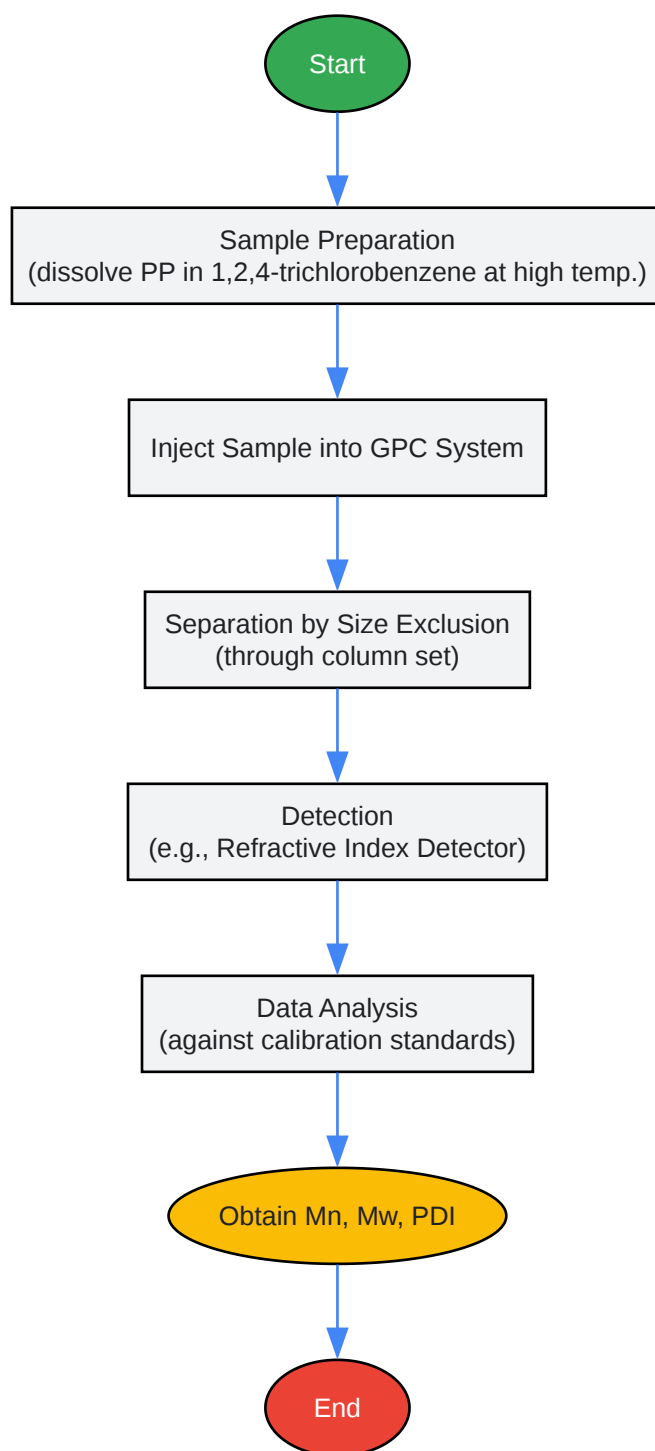 Start
Sample Preparation
(dissolve PP in 1,2,4-trichlorobenzene at high temp.)
Inject Sample into GPC System
Separation by Size Exclusion
(through column set)
Detection
(e.g., Refractive Index Detector)
Data Analysis
(against calibration standards)
Obtain Mn, Mw, PDI
End